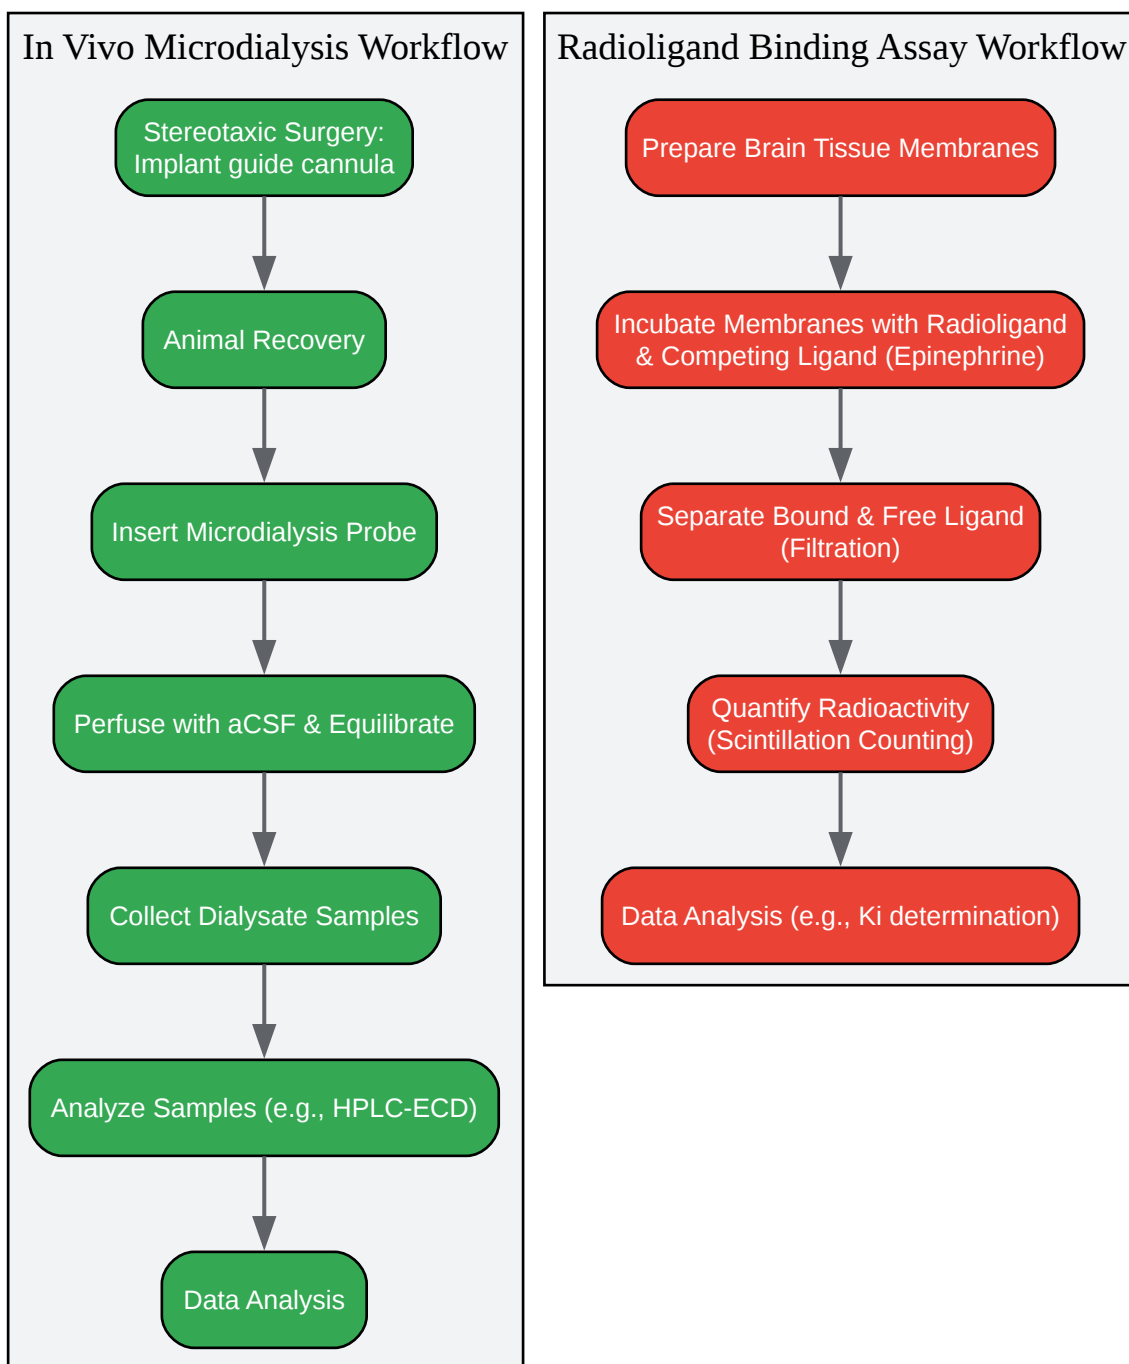 In Vivo Microdialysis Workflow
Stereotaxic Surgery:
Implant guide cannula
Animal Recovery
Insert Microdialysis Probe
Perfuse with aCSF & Equilibrate
Collect Dialysate Samples
Analyze Samples (e.g., HPLC-ECD)
Data Analysis
Radioligand Binding Assay Workflow
Prepare Brain Tissue Membranes
Incubate Membranes with Radioligand
& Competing Ligand (Epinephrine)
Separate Bound & Free Ligand
(Filtration)
Quantify Radioactivity
(Scintillation Counting)
Data Analysis (e.g., Ki determination)